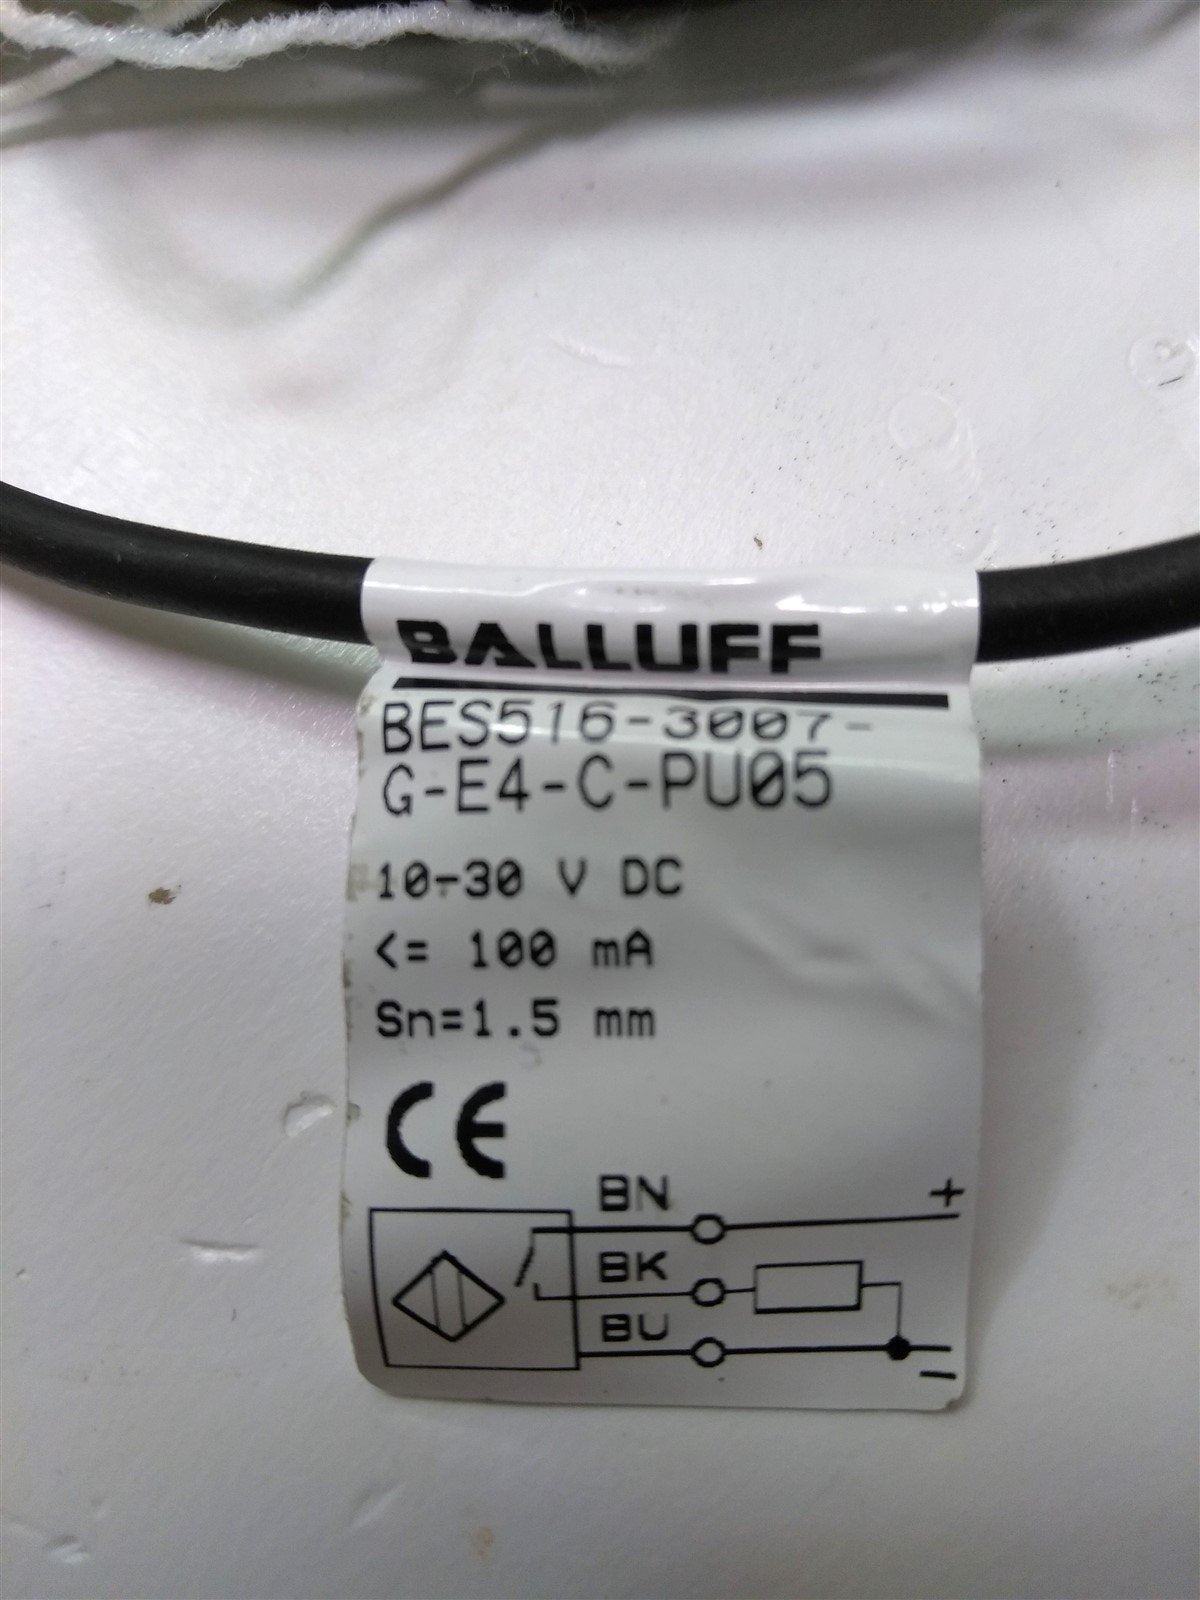 BALLUFF
BES516-3007-
G-E4-C-PU05
10-30 V DC
<= 100 mA
Sn=1.5 mm
CE
BN
+
BK
BU
-